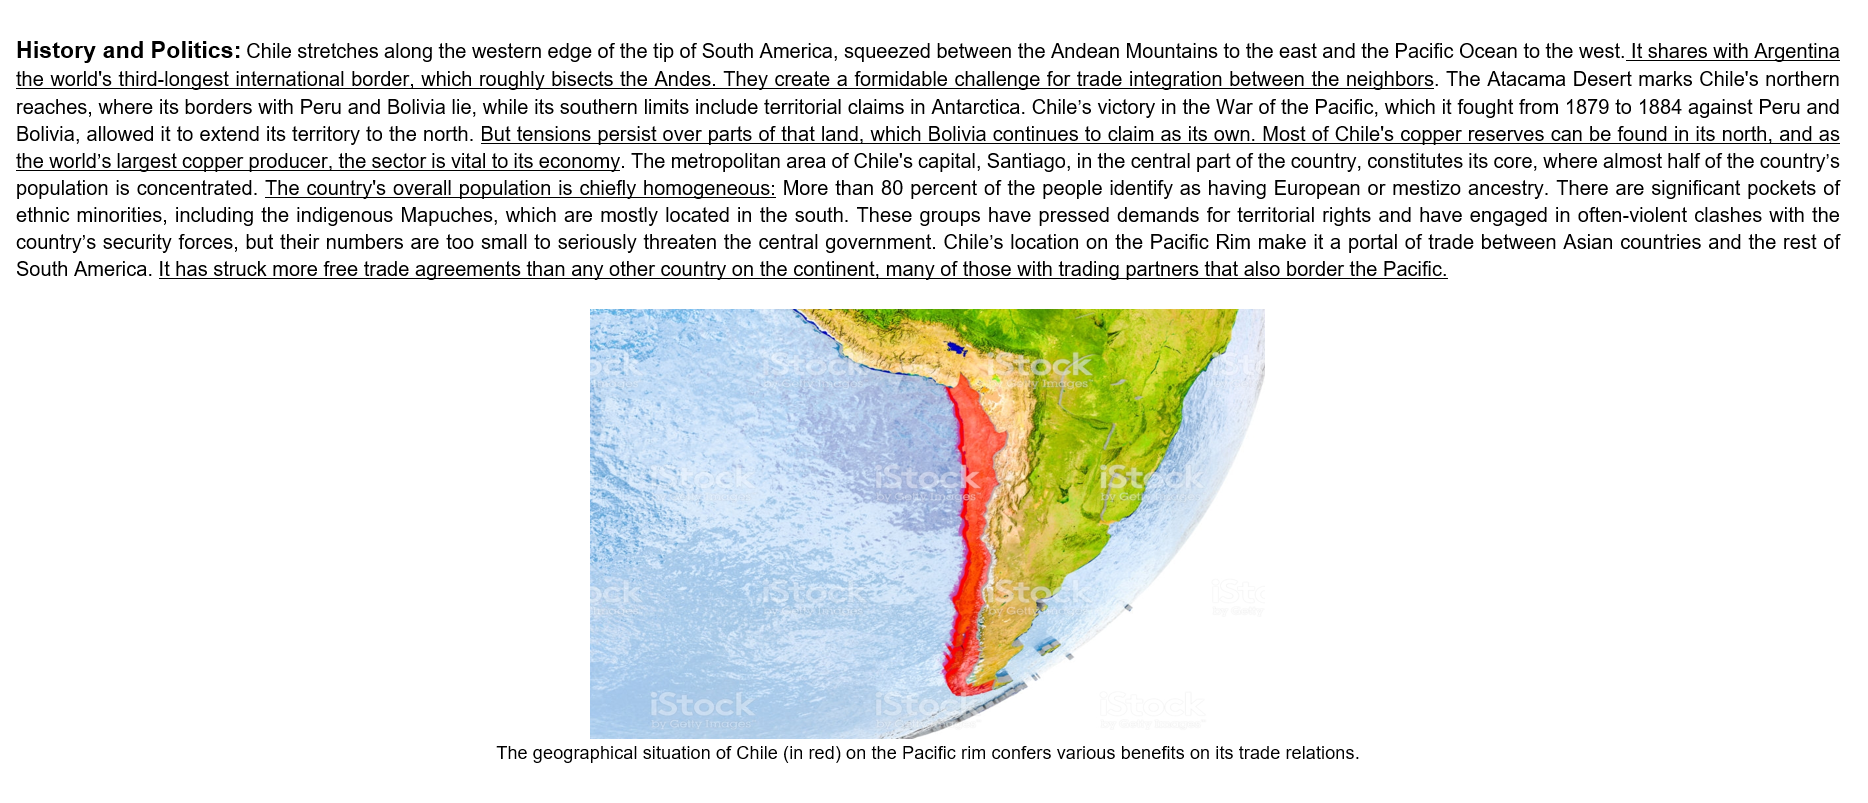 History and Politics: Chile stretches along the western edge of the tip of South America, squeezed between the Andean Mountains to the east and the Pacific Ocean to the west. It shares with Argentina
the world's third-longest international border, which roughly bisects the Andes. They create a formidable challenge for trade integration between the neighbors. The Atacama Desert marks Chile's northern
reaches, where its borders with Peru and Bolivia lie, while its southern limits include territorial claims in Antarctica. Chile’s victory in the War of the Pacific, which it fought from 1879 to 1884 against Peru and
Bolivia, allowed it to extend its territory to the north. But tensions persist over parts of that land, which Bolivia continues to claim as its own. Most of Chile's copper reserves can be found in its north, and as
the world’s largest copper producer, the sector is vital to its economy. The metropolitan area of Chile's capital, Santiago, in the central part of the country, constitutes its core, where almost half of the country’s
population is concentrated. The country's overall population is chiefly homogeneous: More than 80 percent of the people identify as having European or mestizo ancestry. There are significant pockets of
ethnic minorities, including the indigenous Mapuches, which are mostly located in the south. These groups have pressed demands for territorial rights and have engaged in often-violent clashes with the
country’s security forces, but their numbers are too small to seriously threaten the central government. Chile’s location on the Pacific Rim make it a portal of trade between Asian countries and the rest of
South America. It has struck more free trade agreements than any other country on the continent, many of those with trading partners that also border the Pacific.
iStock
by Getty Images
The geographical situation of Chile (in red) on the Pacific rim confers various benefits on its trade relations.